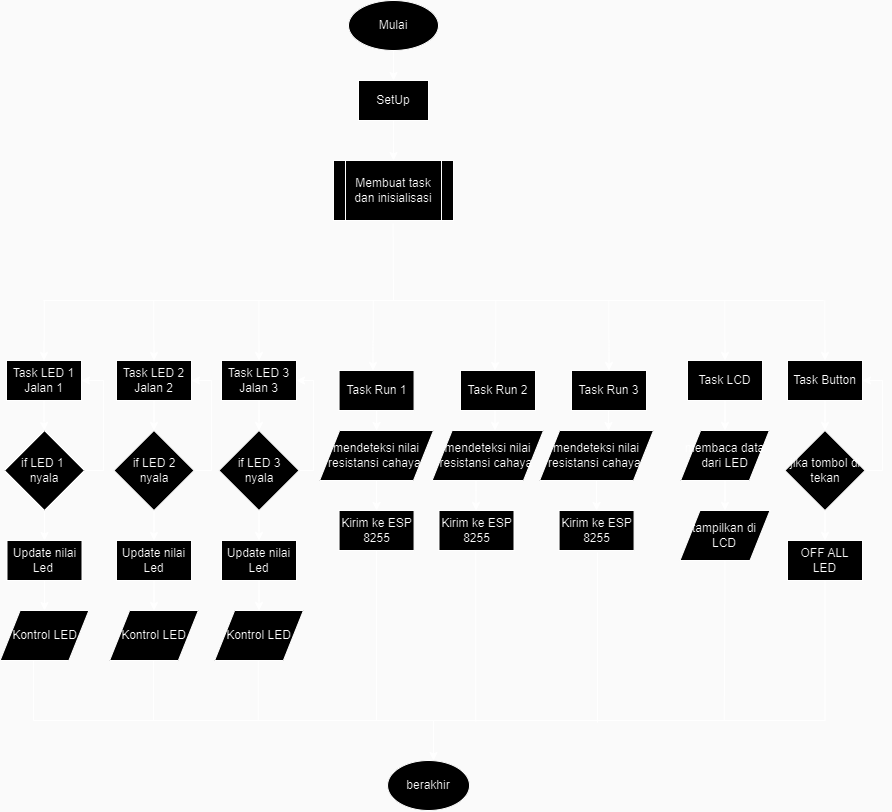 Mulai
SetUp
Membuat task
dan inisialisasi
Task LED 1
Jalan 1
if LED 1
nyala
Update nilai
Led
Kontrol LED
Task LED 2
Jalan 2
if LED 2
nyala
Update nilai
Led
Kontrol LED
Task LED 3
Jalan 3
if LED 3
nyala
Update nilai
Led
Kontrol LED
Task Run 1
mendeteksi nilai
resistansi cahaya
Kirim ke ESP
8255
Task Run 2
mendeteksi nilai
resistansi cahaya
Kirim ke ESP
8255
Task Run 3
mendeteksi nilai
resistansi cahaya
Kirim ke ESP
8255
Task LCD
membaca data
dari LED
tampilkan di
LCD
Task Button
jika tombol di
tekan
OFF ALL
LED
berakhir